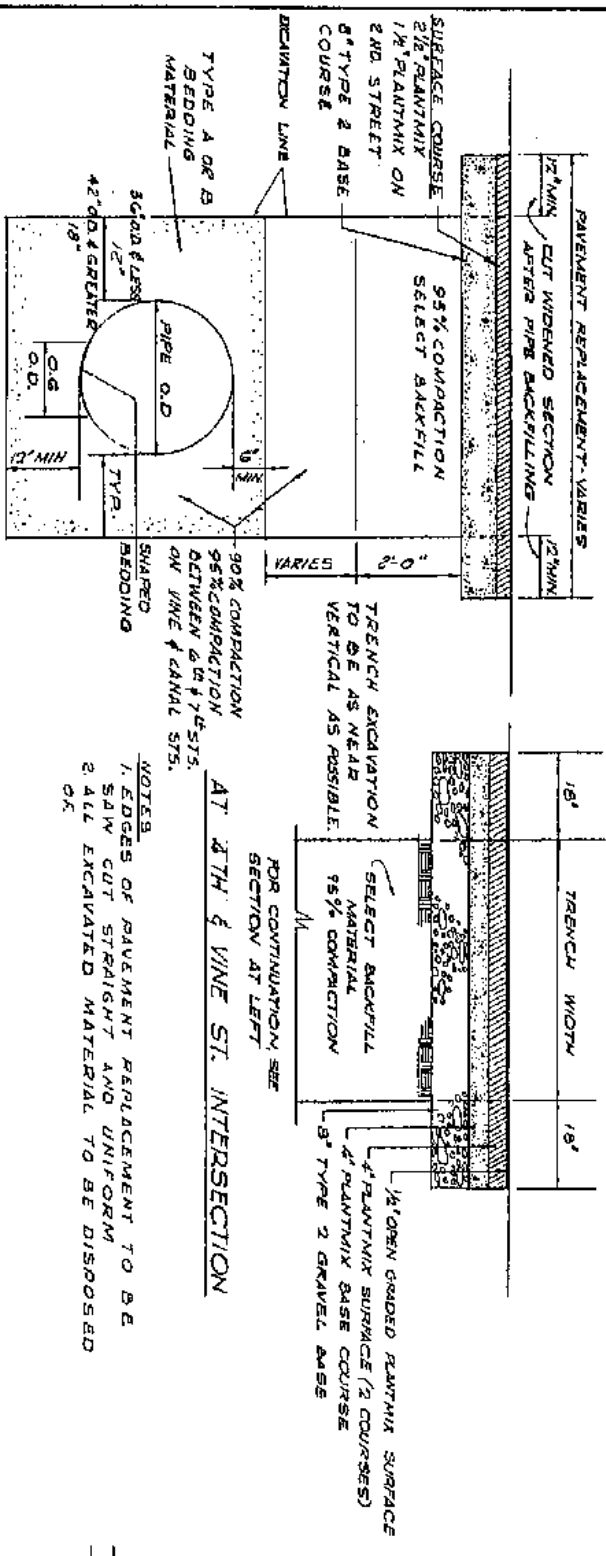 PAVEMENT REPLACEMENT-VARIES
12" MIN.
CUT WIDENED SECTION
AFTER PIPE BACKFILLING
12" MIN.
SURFACE COURSE
2½" PLANTMIX
1½" PLANTMIX ON
2ND. STREET
8" TYPE 2 BASE
COURSE
95% COMPACTION
SELECT BACKFILL
EXCAVATION LINE
2'-0"
VARIES
TYPE A OR B
BEDDING
MATERIAL
6"
MIN.
36" O.D. & LESS
12"
42" O.D. & GREATER
18"
PIPE O.D
TYP.
0.6
O.D.
12" MIN
SHAPED
BEDDING
90% COMPACTION
95% COMPACTION
BETWEEN 6TH & 7TH STS.
ON VINE & CANAL STS.
18"
TRENCH WIDTH
18"
TRENCH EXCAVATION
TO BE AS NEAR
VERTICAL AS POSSIBLE.
SELECT BACKFILL
MATERIAL
95% COMPACTION
½" OPEN GRADED PLANTMIX SURFACE
4" PLANTMIX SURFACE (2 COURSES)
4" PLANTMIX BASE COURSE
8" TYPE 2 GRAVEL BASE
FOR CONTINUATION, SEE
SECTION AT LEFT
AT & VINE ST. INTERSECTION
NOTES
1. EDGES OF PAVEMENT REPLACEMENT TO BE
SAW CUT STRAIGHT AND UNIFORM
2. ALL EXCAVATED MATERIAL TO BE DISPOSED
OF.